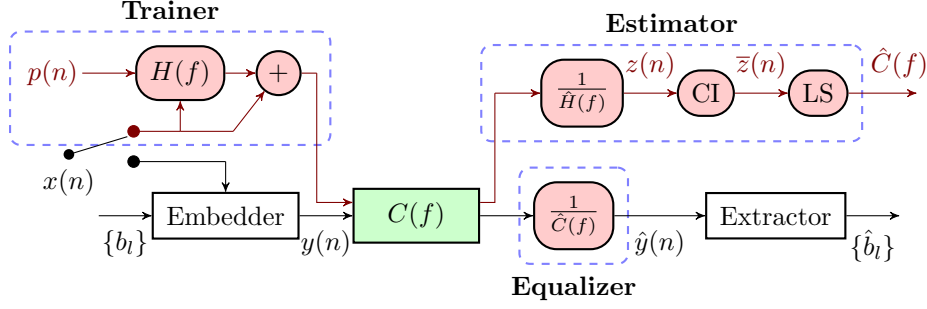 Trainer
Estimator
p(n)
H(f)
+
1
Ĥ(f)
z(n)
CI
z̅(n)
LS
Ĉ(f)
x(n)
{b_l}
Embedder
y(n)
C(f)
1
Ĉ(f)
ŷ(n)
Extractor
{b̂_l}
Equalizer